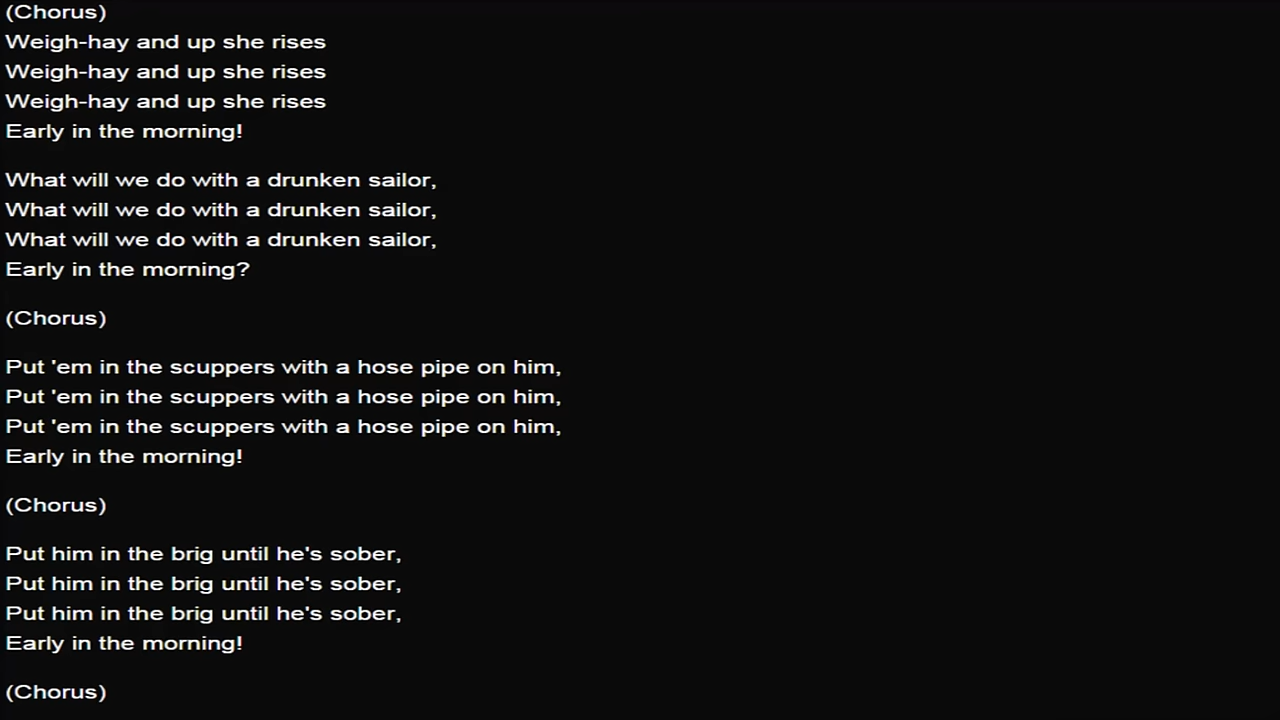 (Chorus)
Weigh-hay and up she rises
Weigh-hay and up she rises
Weigh-hay and up she rises
Early in the morning!
What will we do with a drunken sailor,
What will we do with a drunken sailor,
What will we do with a drunken sailor,
Early in the morning?
(Chorus)
Put 'em in the scuppers with a hose pipe on him,
Put 'em in the scuppers with a hose pipe on him,
Put 'em in the scuppers with a hose pipe on him,
Early in the morning!
(Chorus)
Put him in the brig until he's sober,
Put him in the brig until he's sober,
Put him in the brig until he's sober,
Early in the morning!
(Chorus)